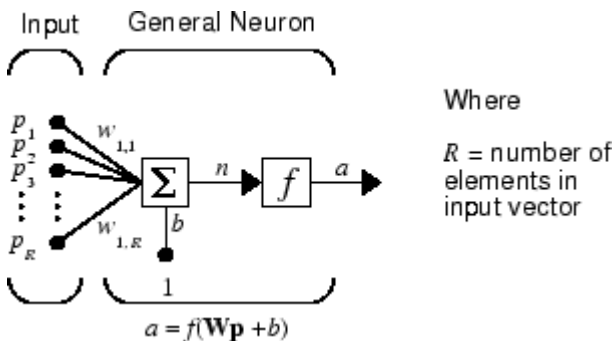 Input General Neuron
p1
p2
p3
pR
w1,1
w1,R
Σ
n
f
a
b
1
a = f(Wp +b)
Where
R = number of
elements in
input vector